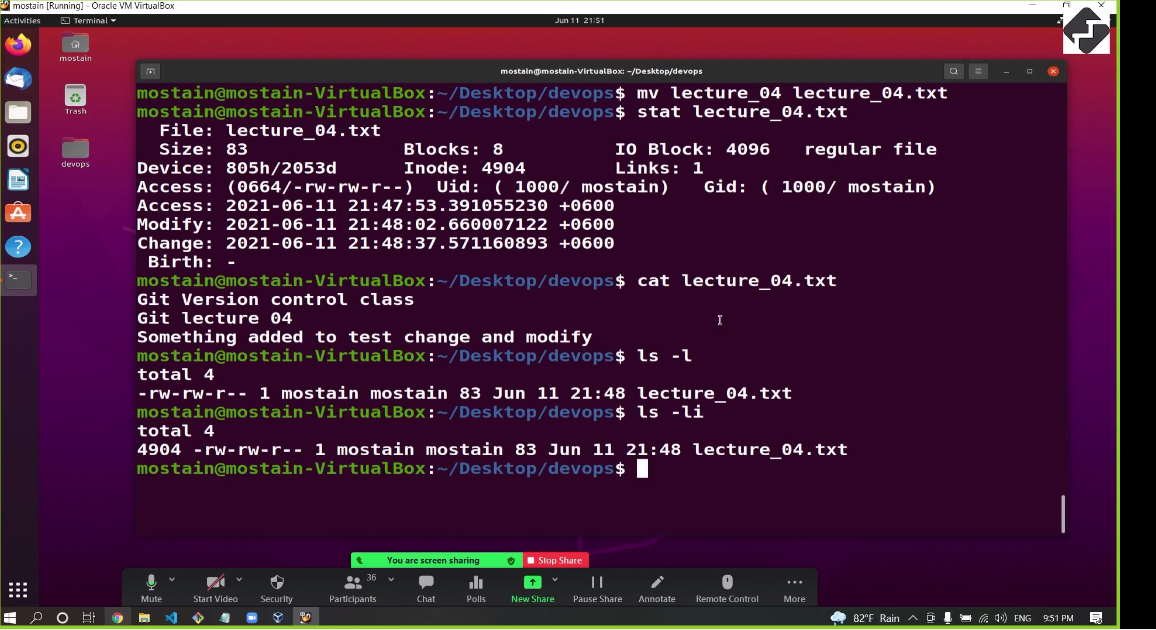 mostain [Running] - Oracle VM VirtualBox
Activities
Terminal
Jun 11 21:51
mostain
Trash
devops
mostain@mostain-VirtualBox: ~/Desktop/devops
mostain@mostain-VirtualBox:~/Desktop/devops$ mv lecture_04 lecture_04.txt
mostain@mostain-VirtualBox:~/Desktop/devops$ stat lecture_04.txt
File: lecture_04.txt
Size: 83 Blocks: 8 IO Block: 4096 regular file
Device: 805h/2053d Inode: 4904 Links: 1
Access: (0664/-rw-rw-r--) Uid: ( 1000/ mostain) Gid: ( 1000/ mostain)
Access: 2021-06-11 21:47:53.391055230 +0600
Modify: 2021-06-11 21:48:02.660007122 +0600
Change: 2021-06-11 21:48:37.571160893 +0600
Birth: -
mostain@mostain-VirtualBox:~/Desktop/devops$ cat lecture_04.txt
Git Version control class
Git lecture 04
Something added to test change and modify
mostain@mostain-VirtualBox:~/Desktop/devops$ ls -l
total 4
-rw-rw-r-- 1 mostain mostain 83 Jun 11 21:48 lecture_04.txt
mostain@mostain-VirtualBox:~/Desktop/devops$ ls -li
total 4
4904 -rw-rw-r-- 1 mostain mostain 83 Jun 11 21:48 lecture_04.txt
mostain@mostain-VirtualBox:~/Desktop/devops$
You are screen sharing
Stop Share
36
Mute
Start Video
Security
Participants
Chat
Polls
New Share
Pause Share
Annotate
Remote Control
More
82°F Rain
ENG
9:51 PM